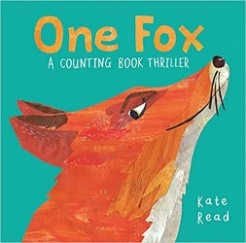 One Fox
A COUNTING BOOK THRILLER
Kate
Read